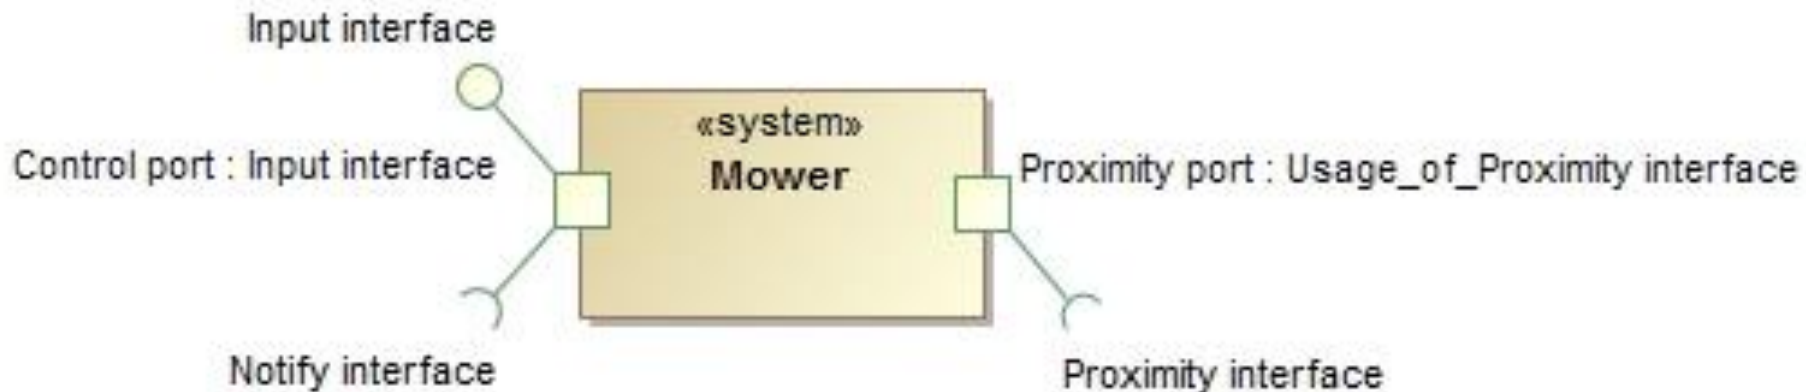 Input interface
«system»
Control port : Input interface
Mower
Proximity port : Usage_of_Proximity interface
Notify interface
Proximity interface